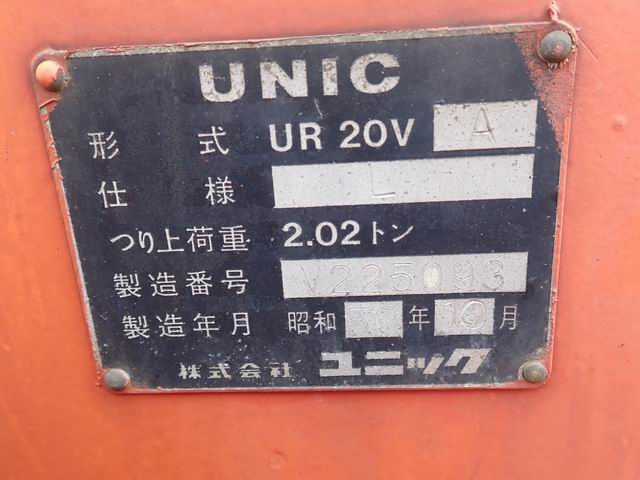 UNIC
形式 UR 20V A
仕様 L
つり上荷重 2.02トン
製造番号 V225093
製造年月 昭和 年 10 月
株式会社 ユニック